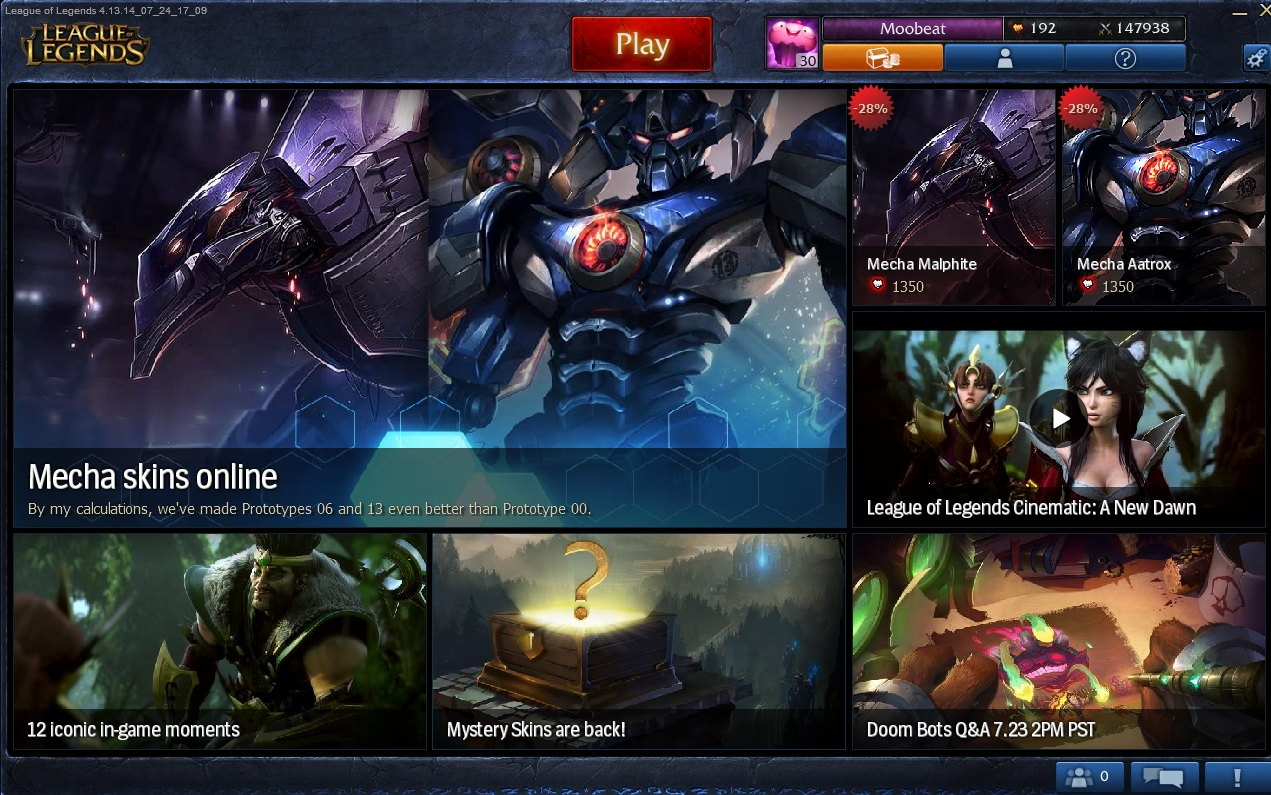 League of Legends 4.13.14_07_24_17_09
LEAGUE OF
LEGENDS
Play
30
Moobeat
192
147938
?
-28%
-28%
Mecha Malphite
1350
Mecha Aatrox
1350
Mecha skins online
By my calculations, we've made Prototypes 06 and 13 even better than Prototype 00.
League of Legends Cinematic: A New Dawn
12 iconic in-game moments
?
Mystery Skins are back!
Doom Bots Q&A 7.23 2PM PST
0
!